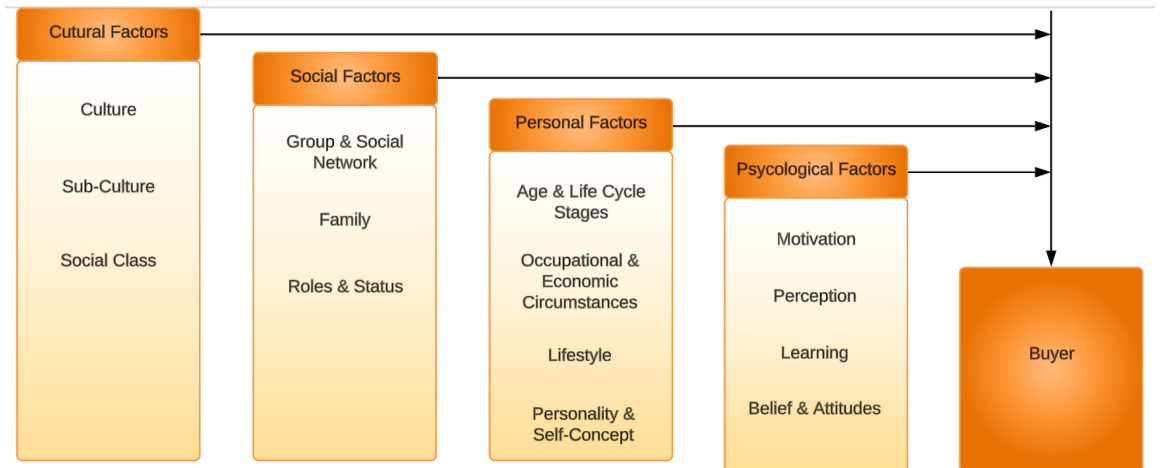 Cutural Factors
Culture
Sub-Culture
Social Class
Social Factors
Group & Social
Network
Family
Roles & Status
Personal Factors
Age & Life Cycle
Stages
Occupational &
Economic
Circumstances
Lifestyle
Personality &
Self-Concept
Psycological Factors
Motivation
Perception
Learning
Belief & Attitudes
Buyer